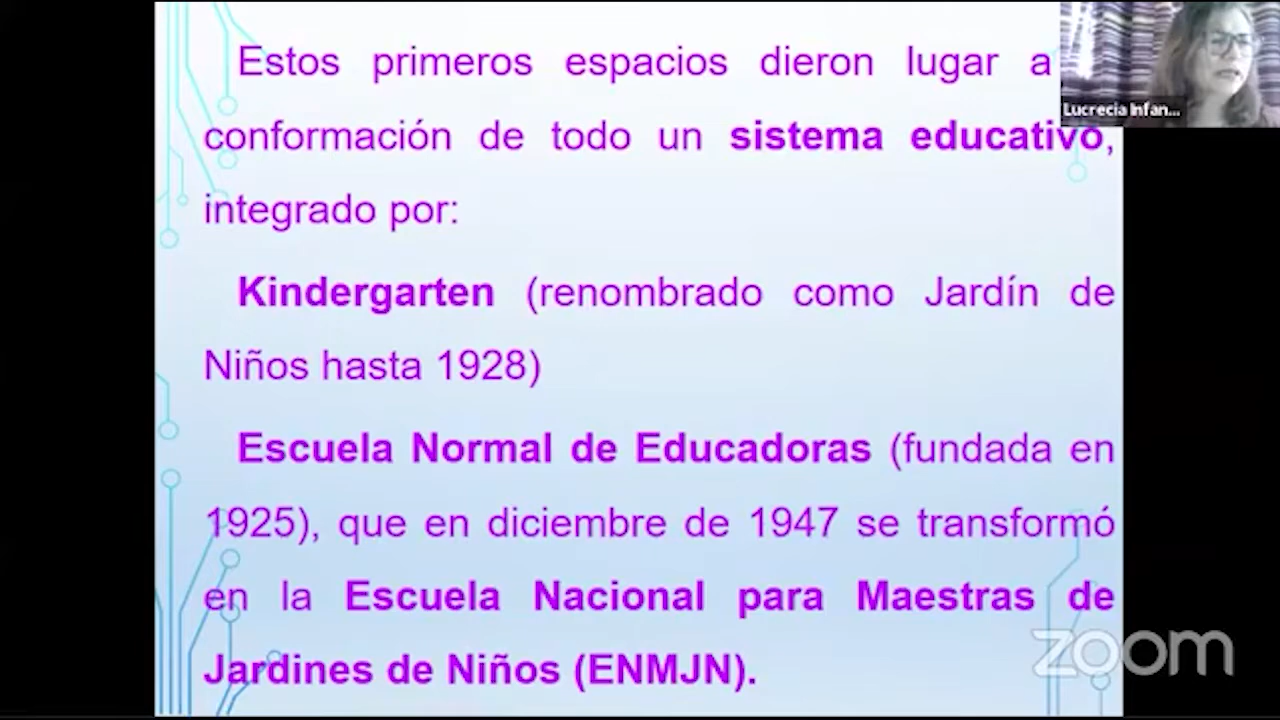 Estos primeros espacios dieron lugar a
conformación de todo un sistema educativo,
integrado por:
Kindergarten (renombrado como Jardín de
Niños hasta 1928)
Escuela Normal de Educadoras (fundada en
1925), que en diciembre de 1947 se transformó
en la Escuela Nacional para Maestras de
Jardines de Niños (ENMJN).
Lucrecia Infan...
zoom